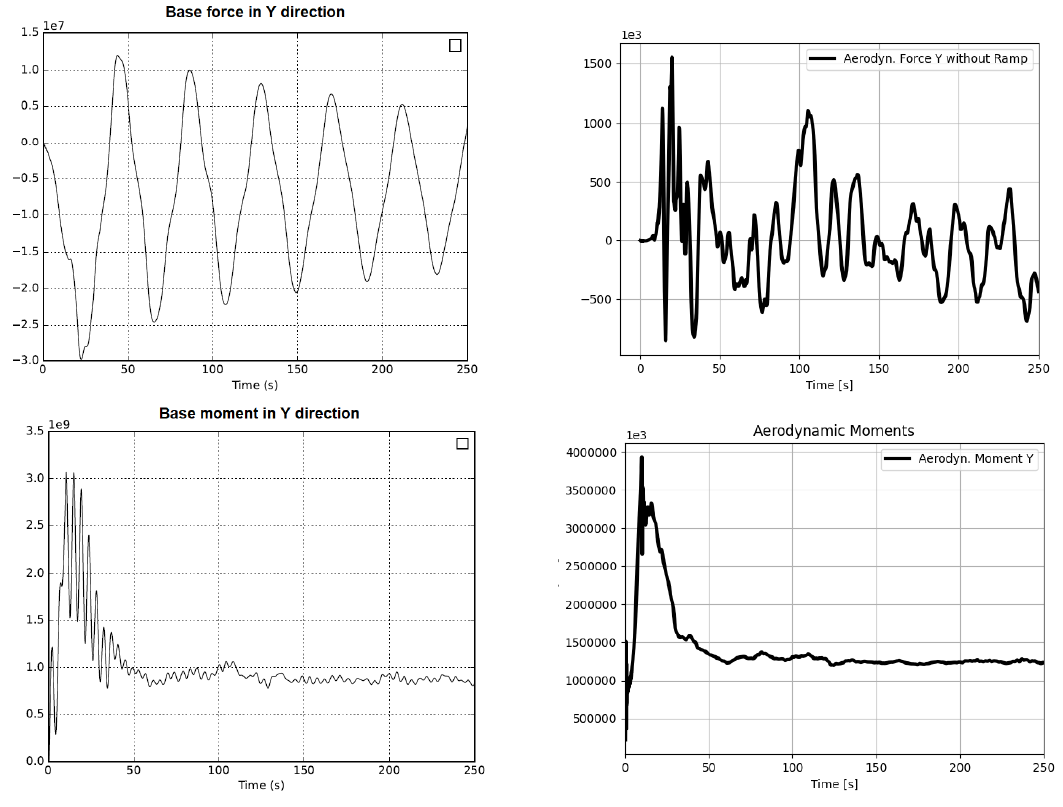 Base force in Y direction
1e7
1.5
1.0
0.5
0.0
−0.5
−1.0
−1.5
−2.0
−2.5
−3.0
0 50 100 150 200 250
Time (s)
1e3
Aerodyn. Force Y without Ramp
1500
1000
500
0
−500
0 50 100 150 200 250
Time [s]
Base moment in Y direction
1e9
3.5
3.0
2.5
2.0
1.5
1.0
0.5
0.0
0 50 100 150 200 250
Time (s)
Aerodynamic Moments
1e3
Aerodyn. Moment Y
4000000
3500000
3000000
2500000
2000000
1500000
1000000
500000
0 50 100 150 200 250
Time [s]